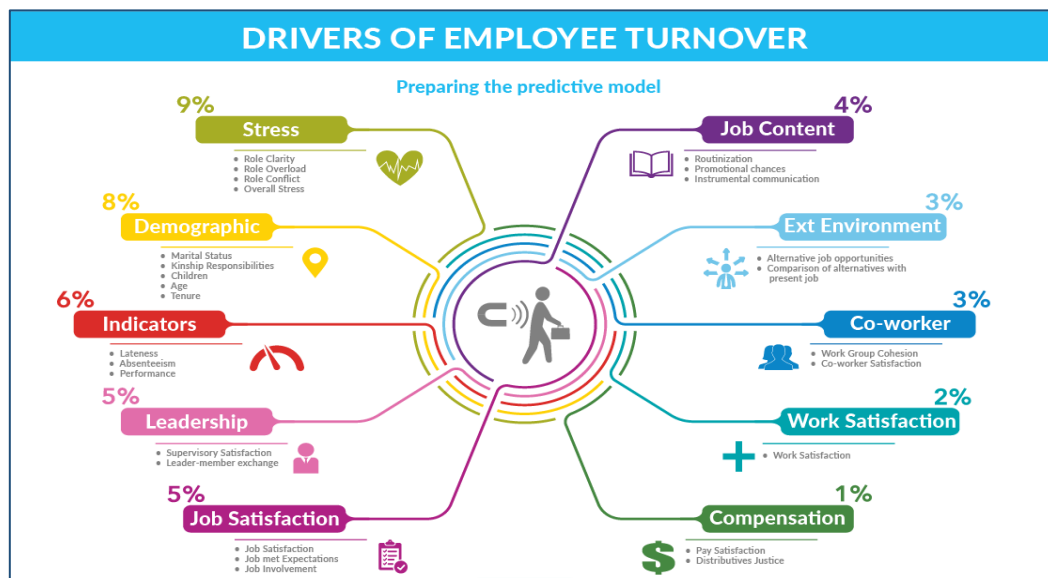 DRIVERS OF EMPLOYEE TURNOVER
Preparing the predictive model
9%
Stress
Role Clarity
Role Overload
Role Conflict
Overall Stress
8%
Demographic
Marital Status
Kinship Responsibilities
Children
Age
Tenure
6%
Indicators
Lateness
Absenteeism
Performance
5%
Leadership
Supervisory Satisfaction
Leader-member exchange
5%
Job Satisfaction
Job Satisfaction
Job met Expectations
Job Involvement
4%
Job Content
Routinization
Promotional chances
Instrumental communication
3%
Ext Environment
Alternative job opportunities
Comparison of alternatives with
present job
3%
Co-worker
Work Group Cohesion
Co-worker Satisfaction
2%
Work Satisfaction
Work Satisfaction
1%
Compensation
Pay Satisfaction
Distributives Justice
$